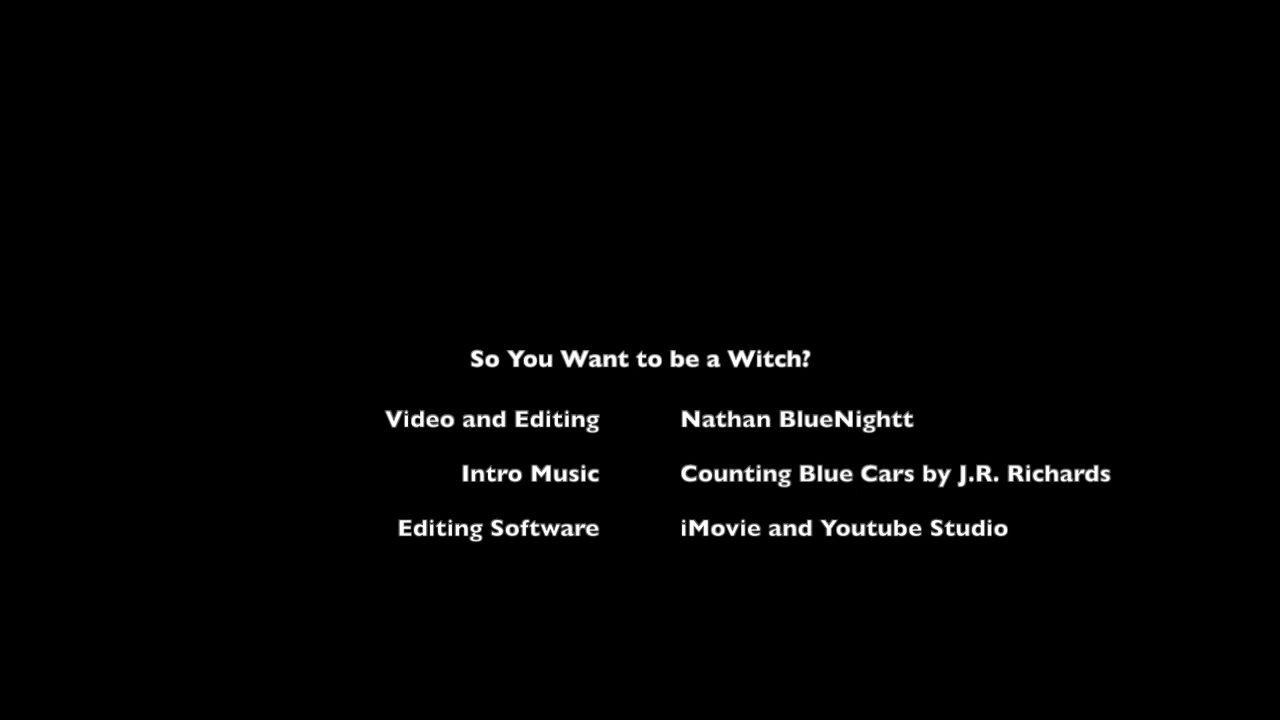 So You Want to be a Witch?
Video and Editing Nathan BlueNightt
Intro Music Counting Blue Cars by J.R. Richards
Editing Software iMovie and Youtube Studio